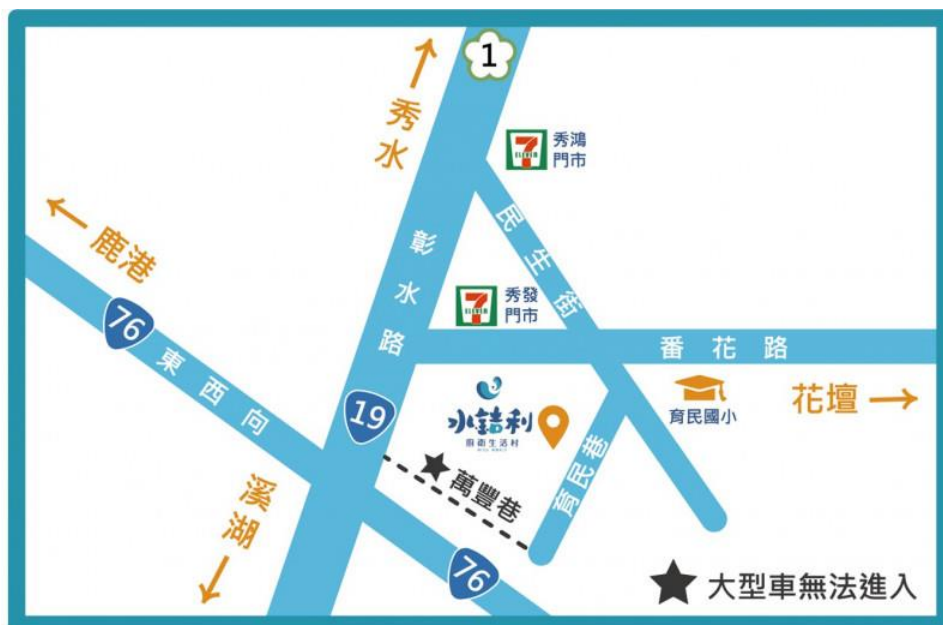 1
秀水
7
ELEVEN
秀鴻
門市
鹿港
彰水路
民生街
7
ELEVEN
秀發
門市
76
東西向
番花路
19
水鍩利
廚衛生活村
育民國小
花壇
萬豐巷
育民巷
溪湖
76
大型車無法進入